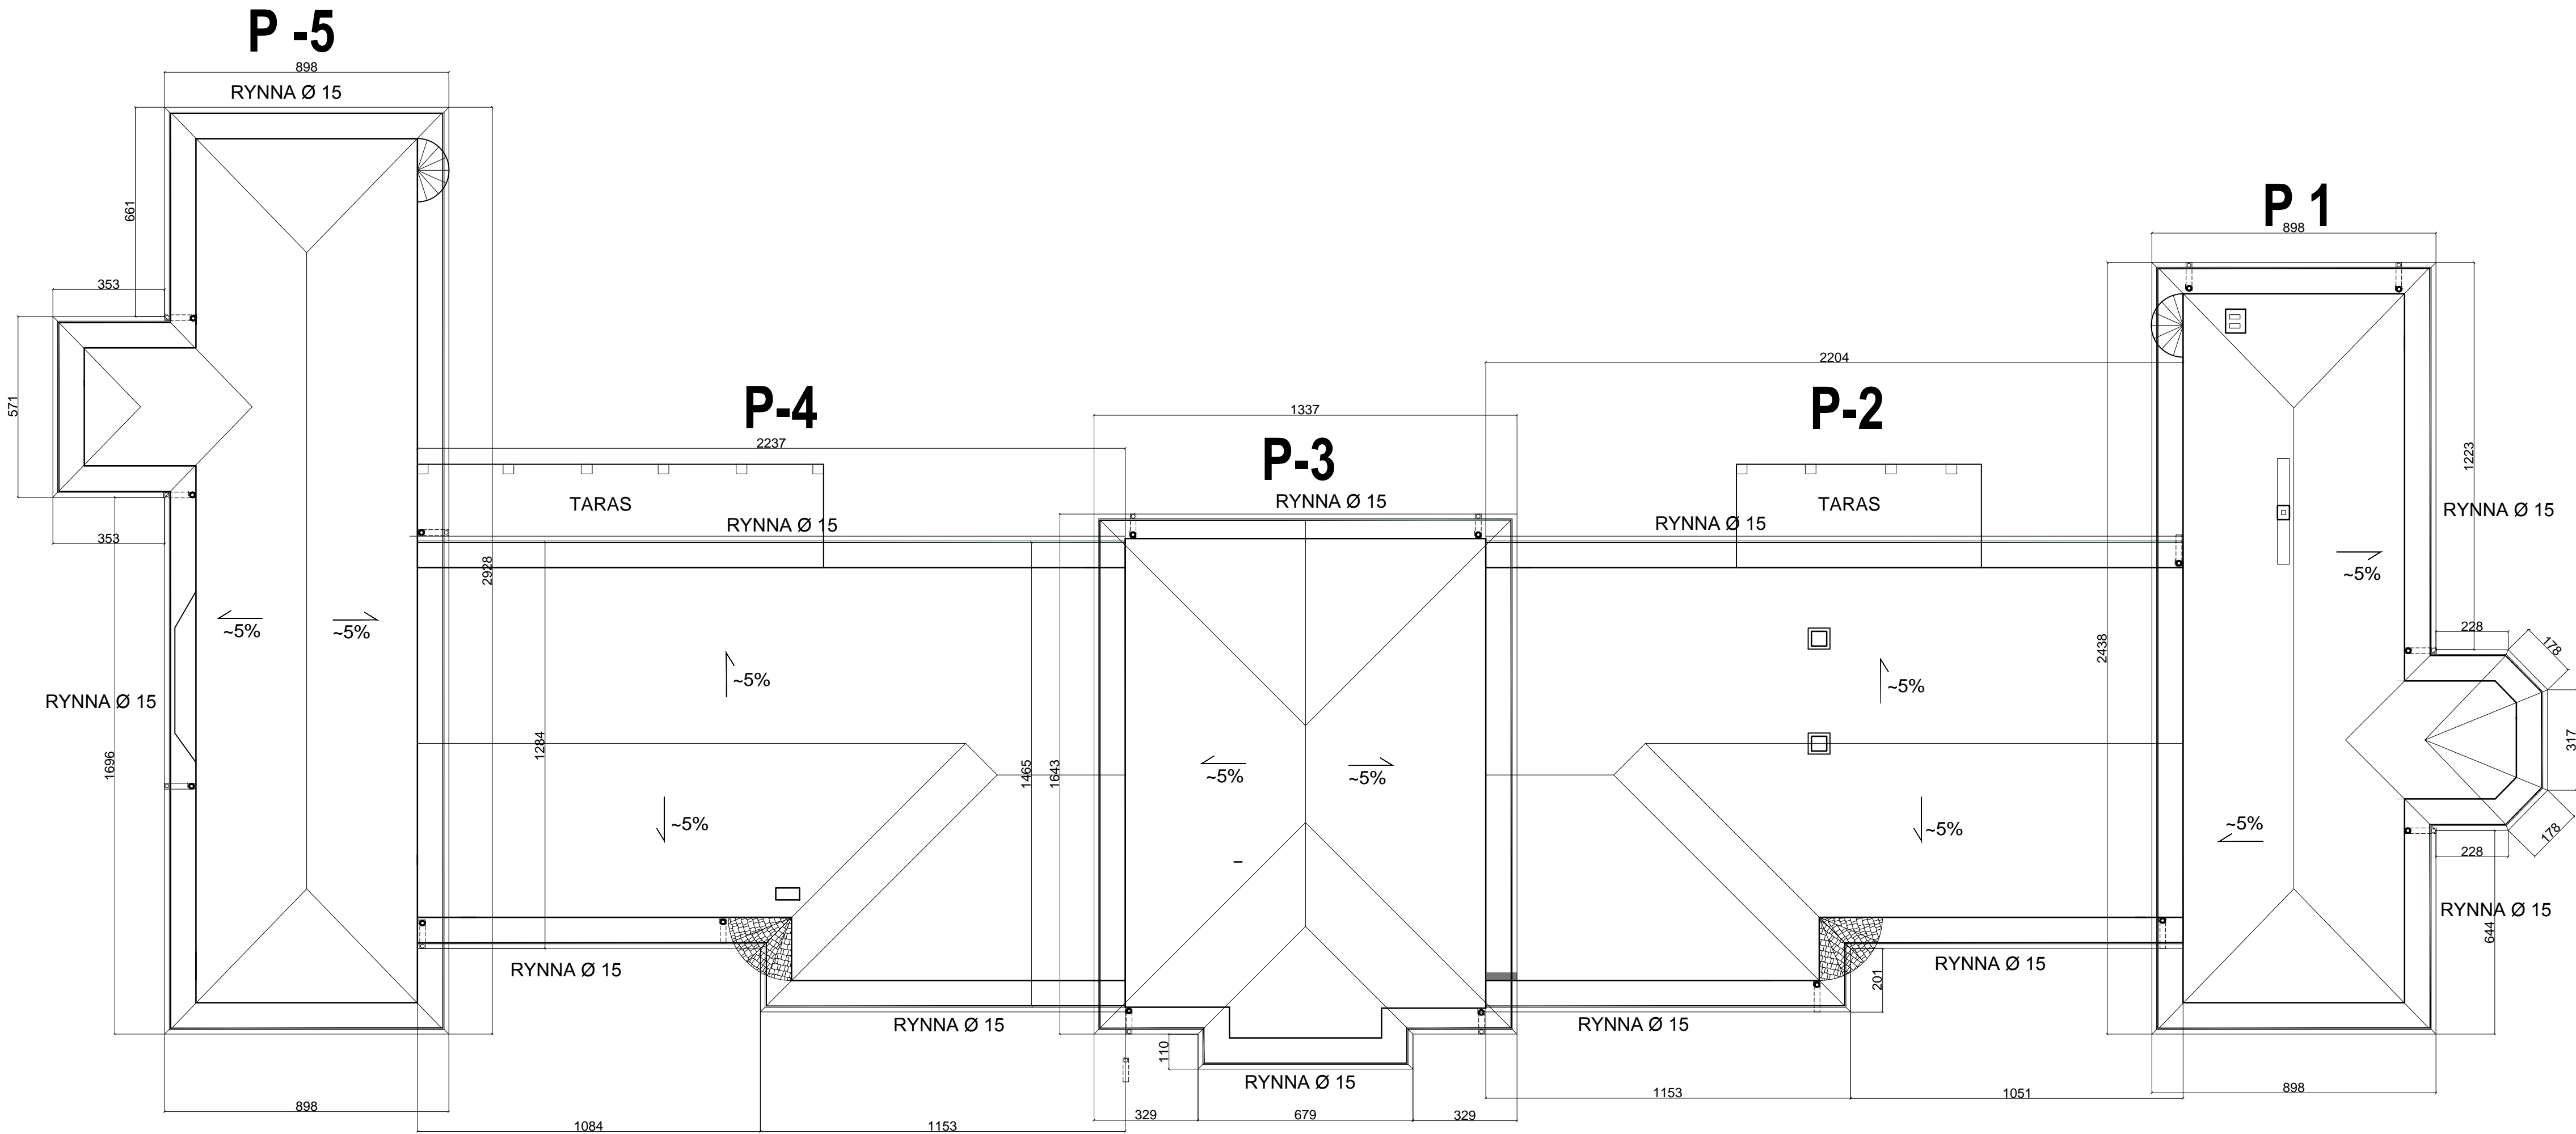 P -5
898
RYNNA Ø 15
661
353
571
353
RYNNA Ø 15
1696
~5%
~5%
2928
898
P-4
2237
TARAS
RYNNA Ø 15
1284
~5%
~5%
1465
1643
RYNNA Ø 15
RYNNA Ø 15
1084
1153
1337
P-3
RYNNA Ø 15
~5%
~5%
110
RYNNA Ø 15
329
679
329
2204
P-2
TARAS
RYNNA Ø 15
~5%
~5%
2438
201
RYNNA Ø 15
RYNNA Ø 15
1153
1051
P 1
898
1223
RYNNA Ø 15
~5%
228
178
317
178
228
~5%
RYNNA Ø 15
644
898